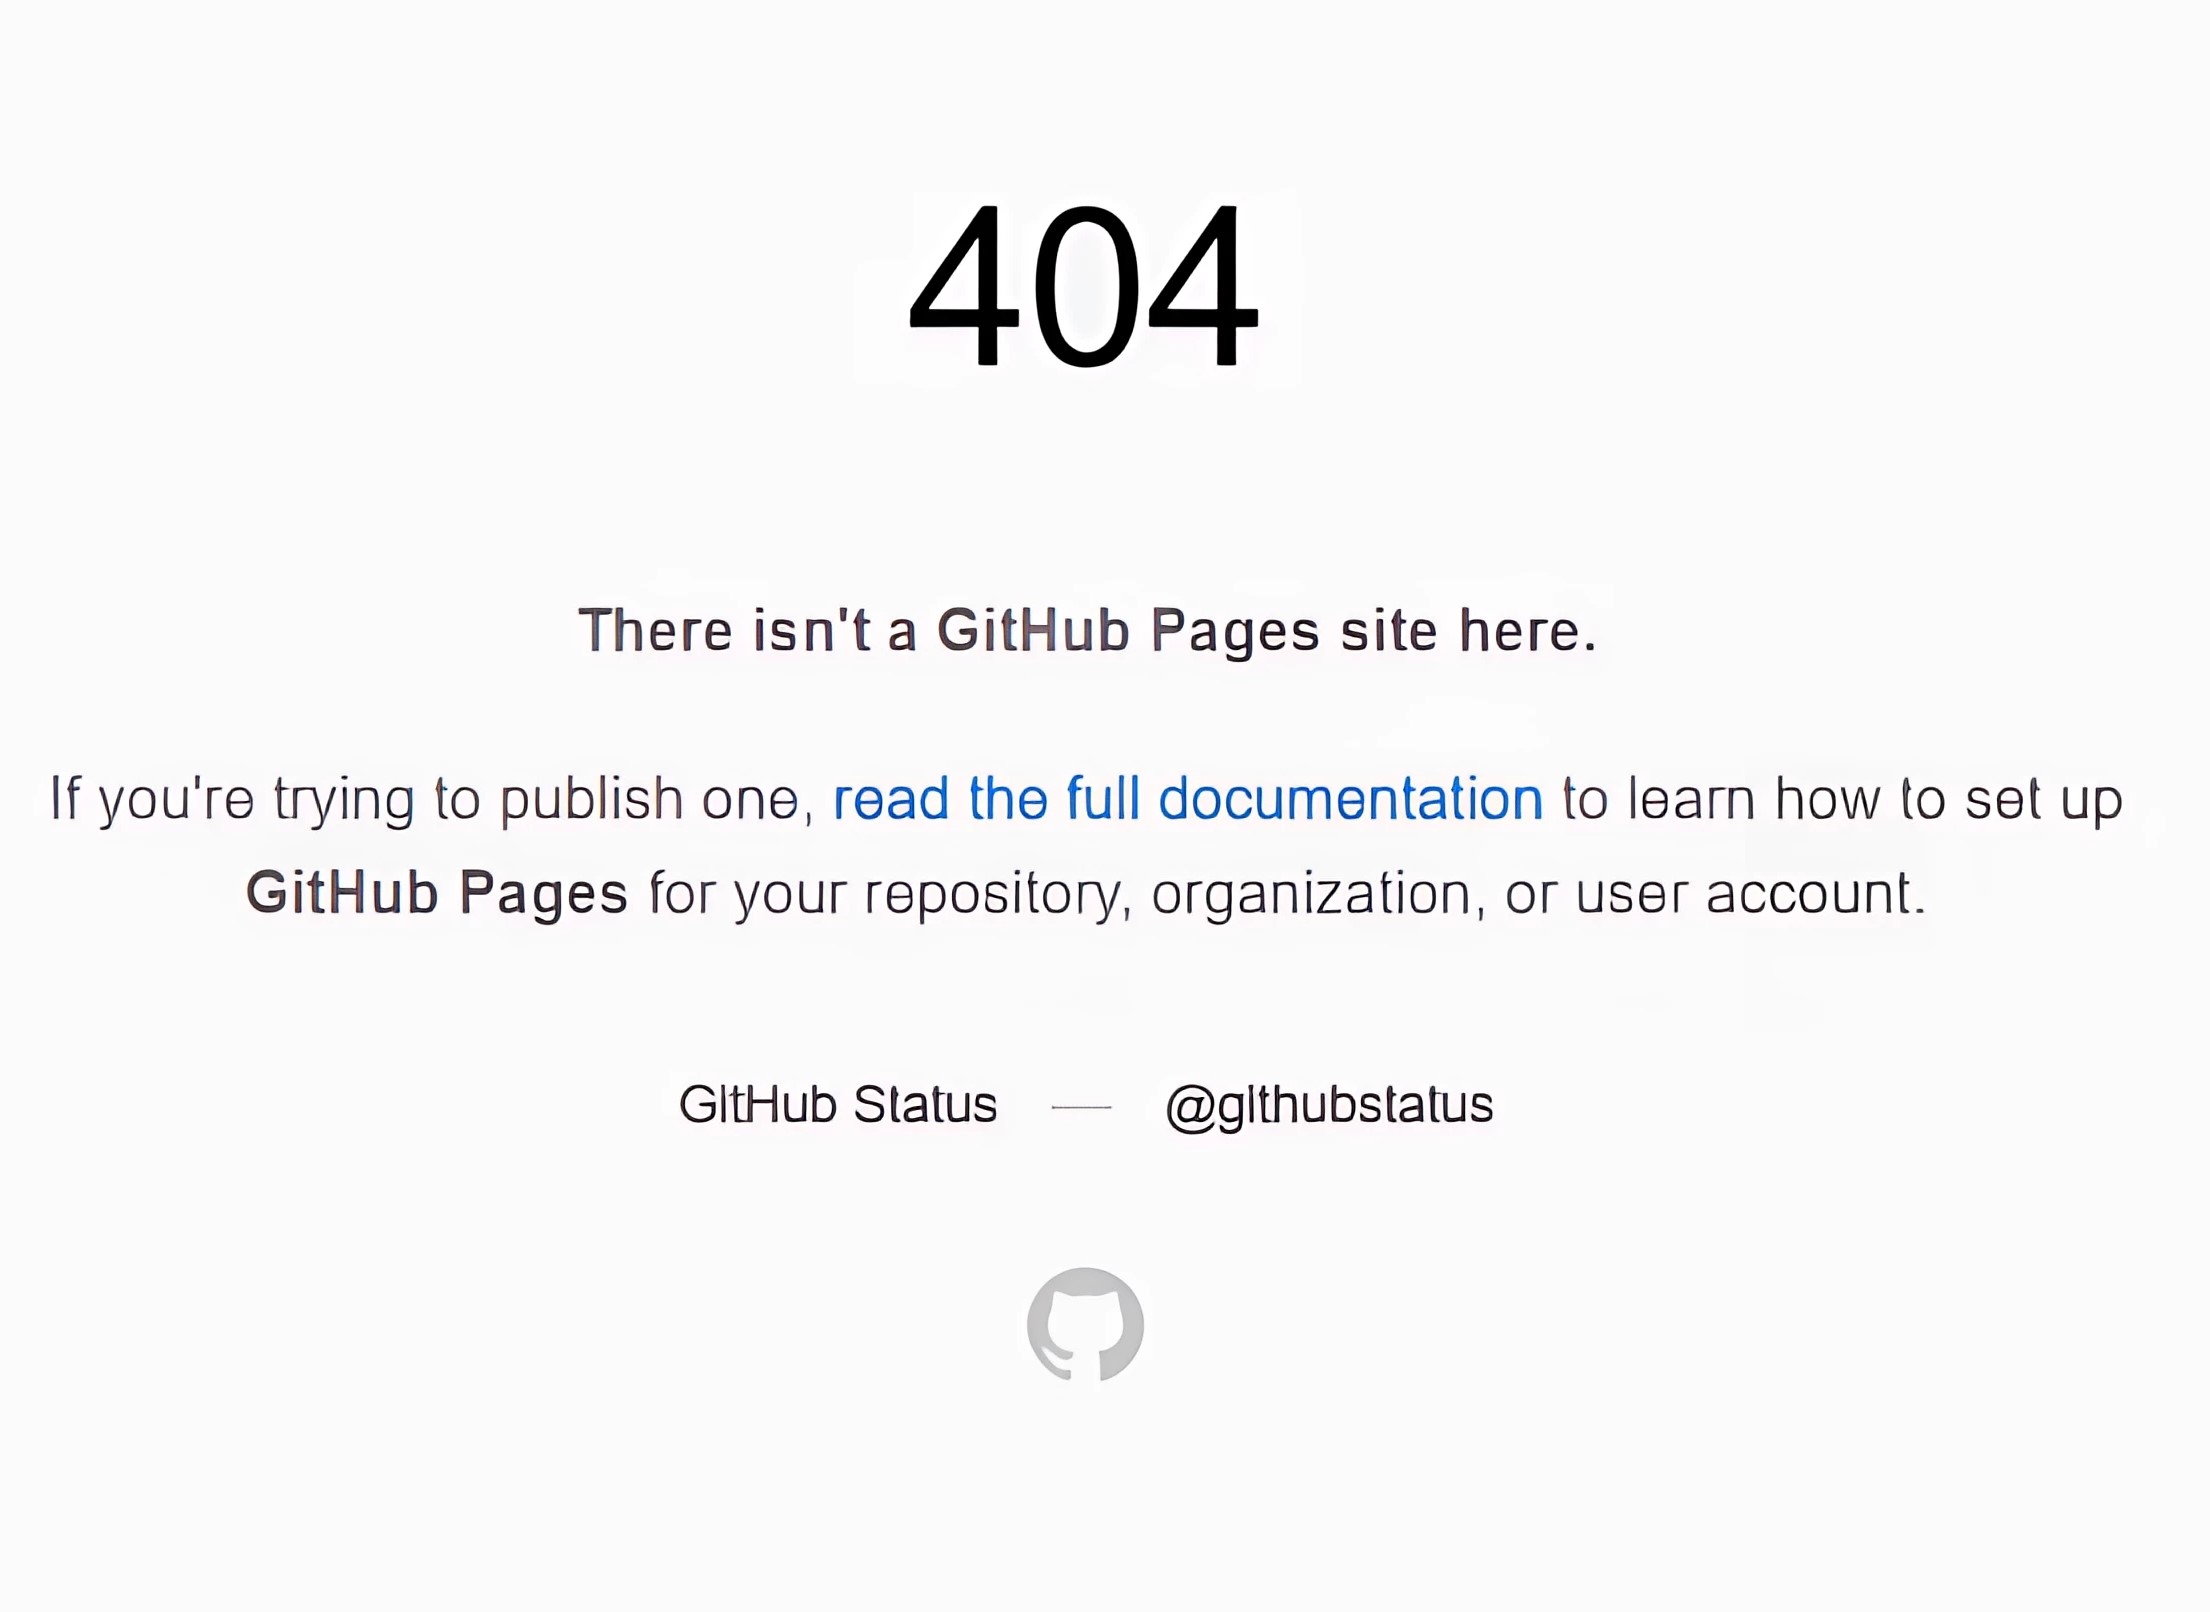 404
There isn't a GitHub Pages site here.
If you're trying to publish one, read the full documentation to learn how to set up
GitHub Pages for your repository, organization, or user account.
GitHub Status — @githubstatus